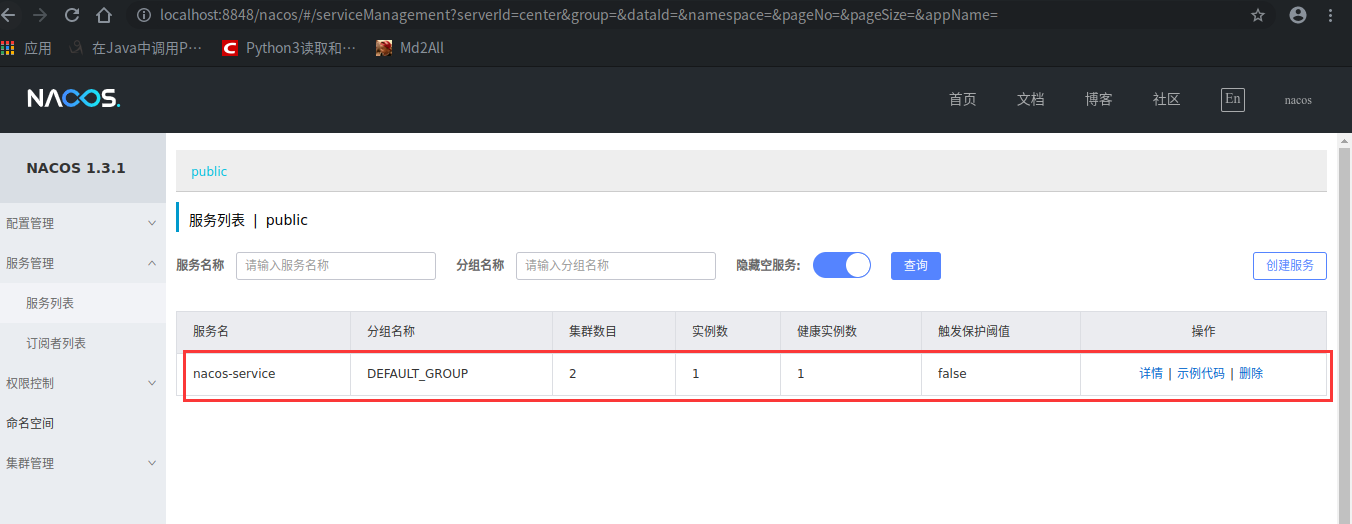 localhost:8848/nacos/#/serviceManagement?serverId=center&group=&dataId=&namespace=&pageNo=&pageSize=&appName=
应用 在Java中调用P… Python3读取和… Md2All
NACOS. 首页 文档 博客 社区 En nacos
NACOS 1.3.1
配置管理
服务管理
服务列表
订阅者列表
权限控制
命名空间
集群管理
public
服务列表 | public
服务名称 请输入服务名称 分组名称 请输入分组名称 隐藏空服务: 查询 创建服务
服务名 分组名称 集群数目 实例数 健康实例数 触发保护阈值 操作
nacos-service DEFAULT_GROUP 2 1 1 false 详情 | 示例代码 | 删除